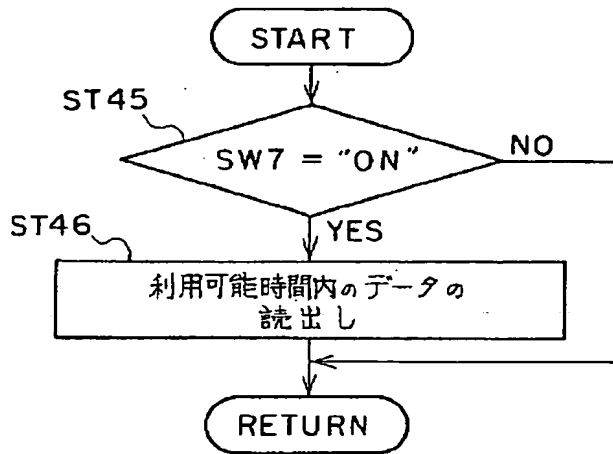 START
ST45
SW7 = "ON"
NO
YES
ST46
利用可能時間内のデータの
読出し
RETURN